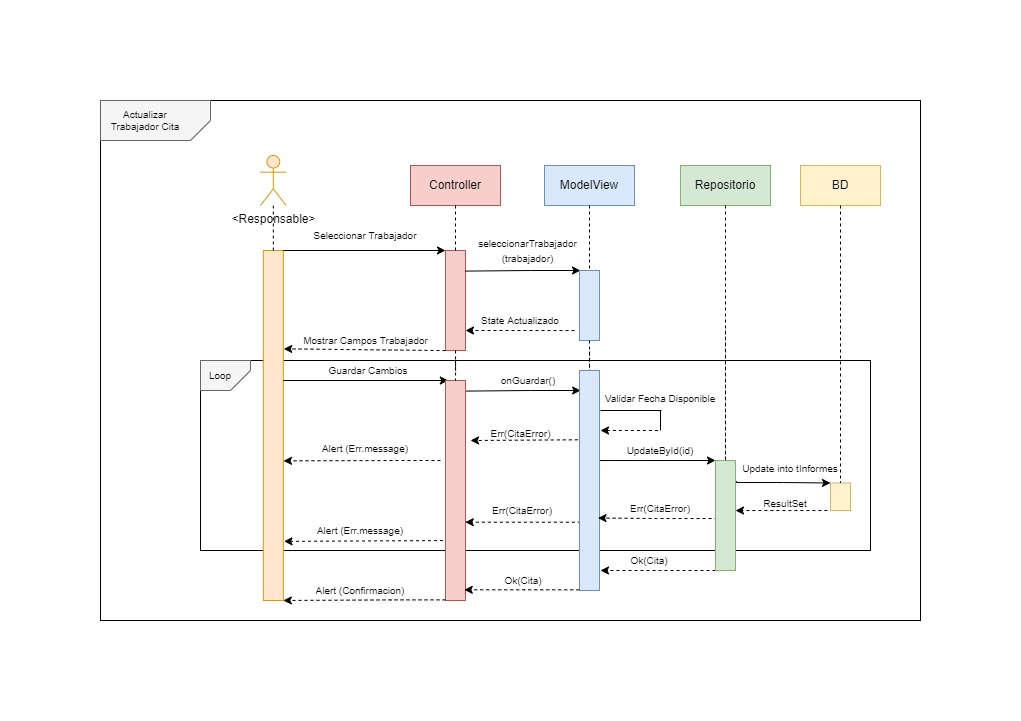 Actualizar
Trabajador Cita
Controller
ModelView
Repositorio
BD
<Responsable>
Seleccionar Trabajador
seleccionarTrabajador
(trabajador)
State Actualizado
Mostrar Campos Trabajador
Loop
Guardar Cambios
onGuardar()
Validar Fecha Disponible
Err(CitaError)
Alert (Err.message)
UpdateById(id)
Update into tInformes
ResultSet
Err(CitaError)
Err(CitaError)
Alert (Err.message)
Ok(Cita)
Ok(Cita)
Alert (Confirmacion)